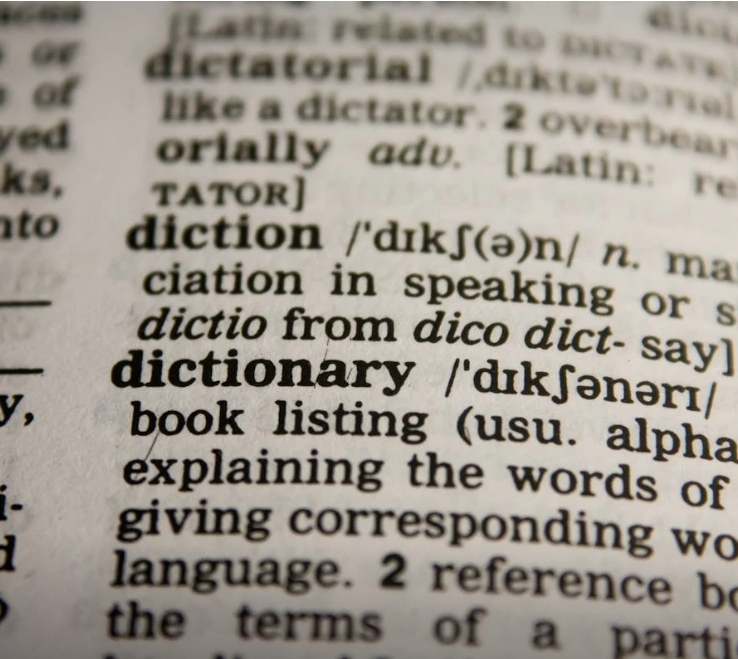 or
of
yed
ks,
nto
y,
i-
d
[Latin: related to DICTATE
dictatorial /ˌdɪktəˈtɔːrɪəl
like a dictator. 2 overbear
orially adv. [Latin: re
TATOR]
diction /ˈdɪkʃ(ə)n/ n. ma
ciation in speaking or s
dictio from dico dict- say]
dictionary /ˈdɪkʃənərɪ/
book listing (usu. alpha
explaining the words of
giving corresponding wo
language. 2 reference bo
the terms of a parti